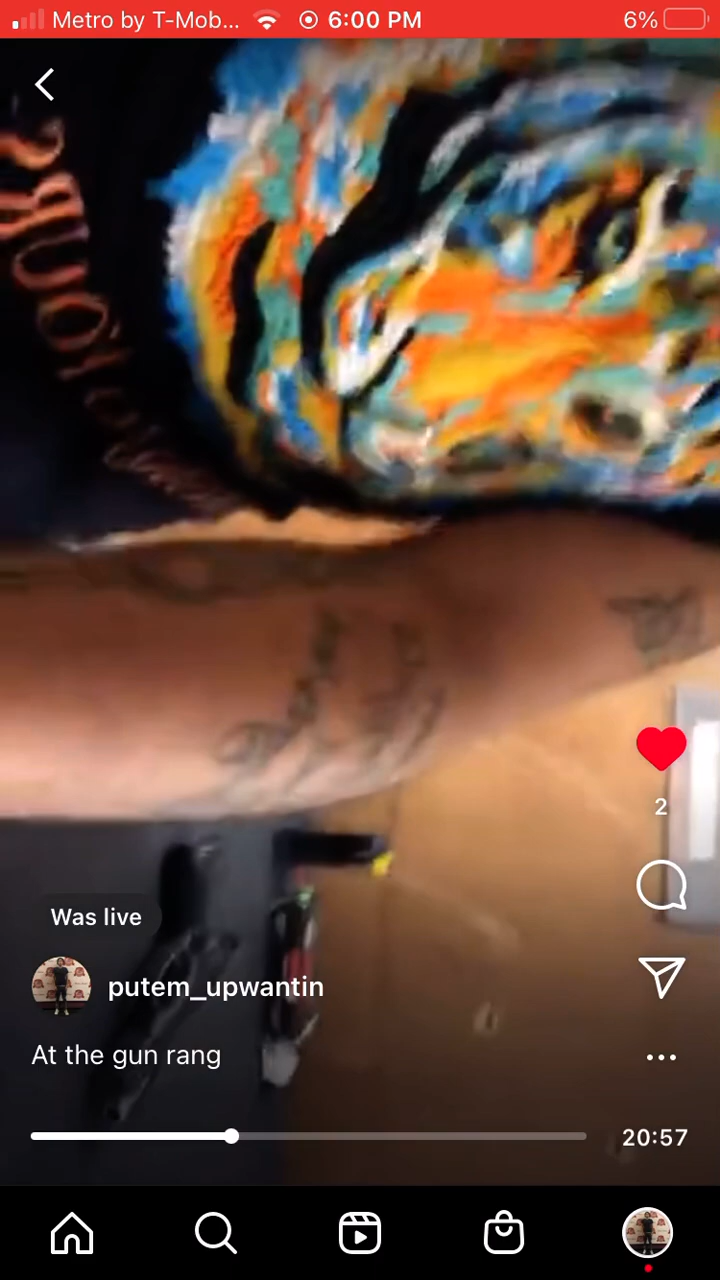 Metro by T-Mob... 6:00 PM 6%
Was live
putem_upwantin
At the gun rang
2
20:57